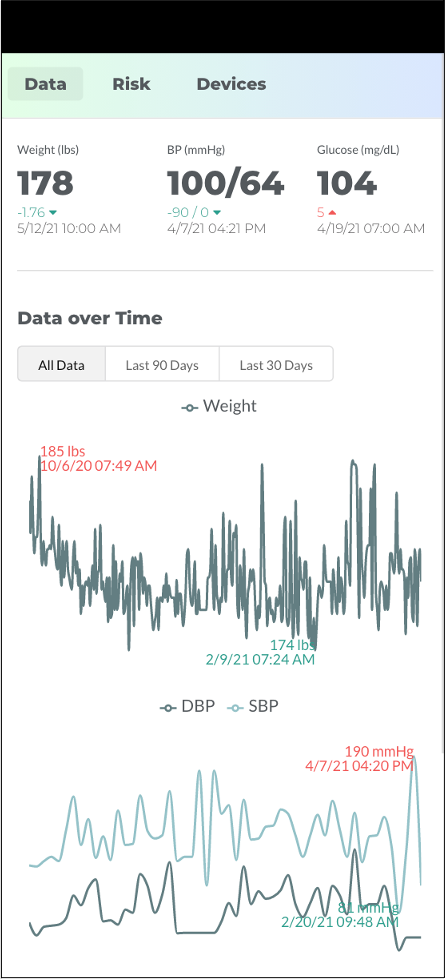 Data Risk Devices
Weight (lbs) BP (mmHg) Glucose (mg/dL)
178 100/64 104
-1.76 -90 / 0 5
5/12/21 10:00 AM 4/7/21 04:21 PM 4/19/21 07:00 AM
Data over Time
All Data Last 90 Days Last 30 Days
Weight
185 lbs
10/6/20 07:49 AM
174 lbs
2/9/21 07:24 AM
DBP SBP
190 mmHg
4/7/21 04:20 PM
81 mmHg
2/20/21 09:48 AM